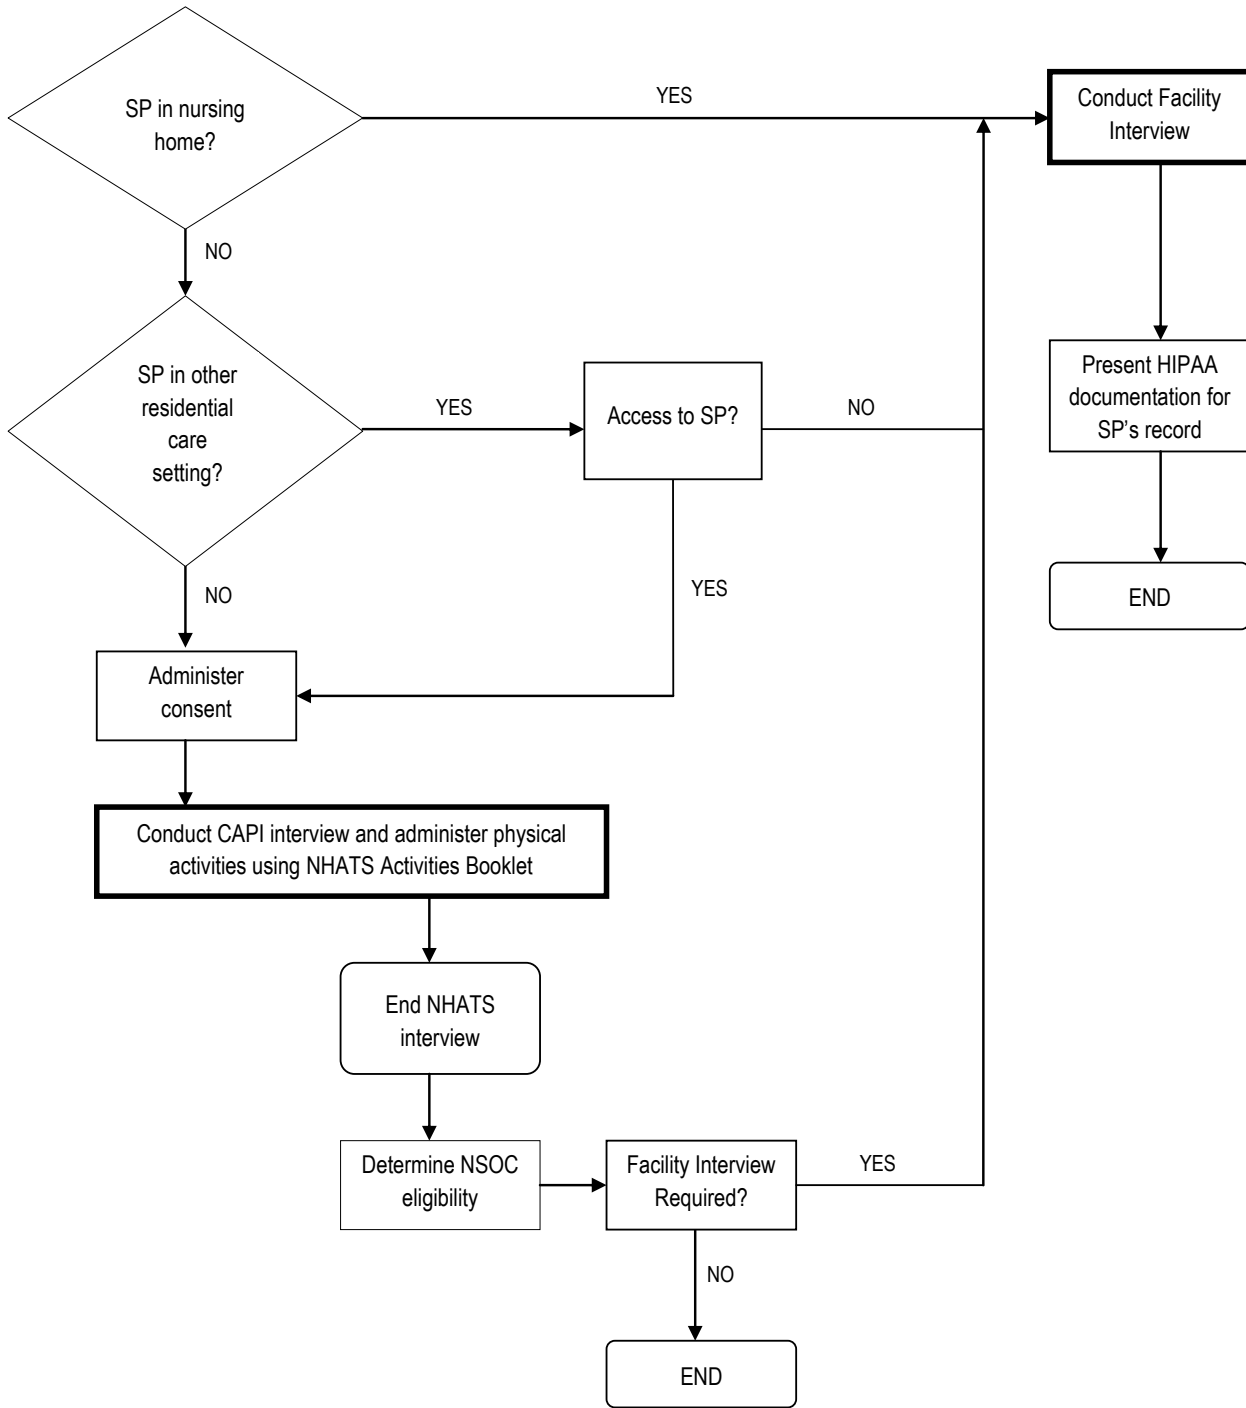 SP in nursing
home?
YES
Conduct Facility
Interview
NO
SP in other
residential
care
setting?
YES
Access to SP?
NO
Present HIPAA
documentation for
SP's record
NO
YES
END
Administer
consent
Conduct CAPI interview and administer physical
activities using NHATS Activities Booklet
End NHATS
interview
Determine NSOC
eligibility
Facility Interview
Required?
YES
NO
END